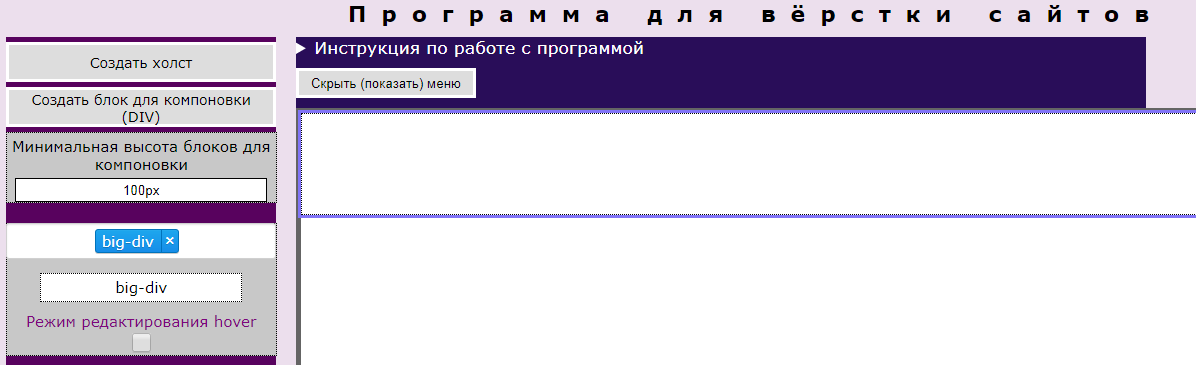 Программа для вёрстки сайтов
Создать холст
Создать блок для компоновки
(DIV)
Минимальная высота блоков для
компоновки
100px
big-div ×
big-div
Режим редактирования hover
Инструкция по работе с программой
Скрыть (показать) меню